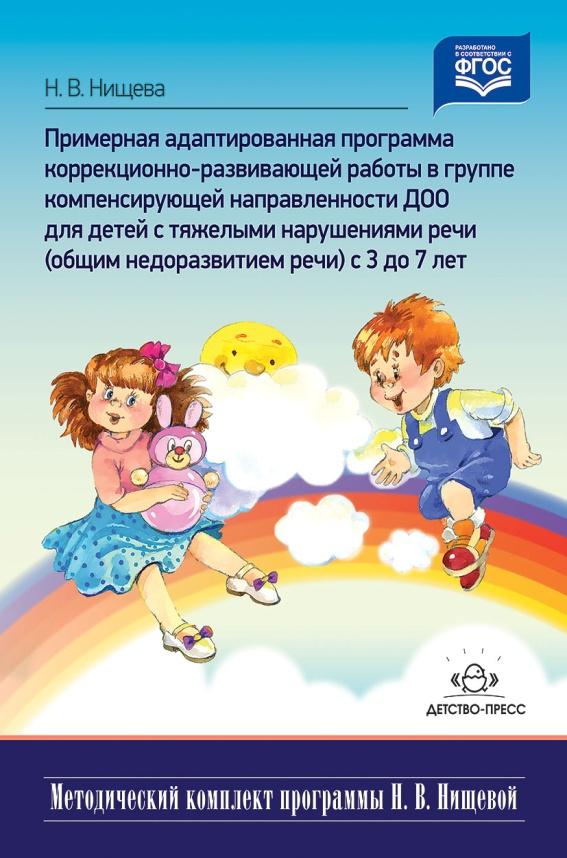 РАЗРАБОТАНО
В СООТВЕТСТВИИ С
ФГОС
Н. В. Нищева
Примерная адаптированная программа
коррекционно-развивающей работы в группе
компенсирующей направленности ДОО
для детей с тяжелыми нарушениями речи
(общим недоразвитием речи) с 3 до 7 лет
ДЕТСТВО-ПРЕСС
Методический комплект программы Н. В. Нищевой